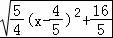 √(5/4 (x-4/5)² + 16/5)